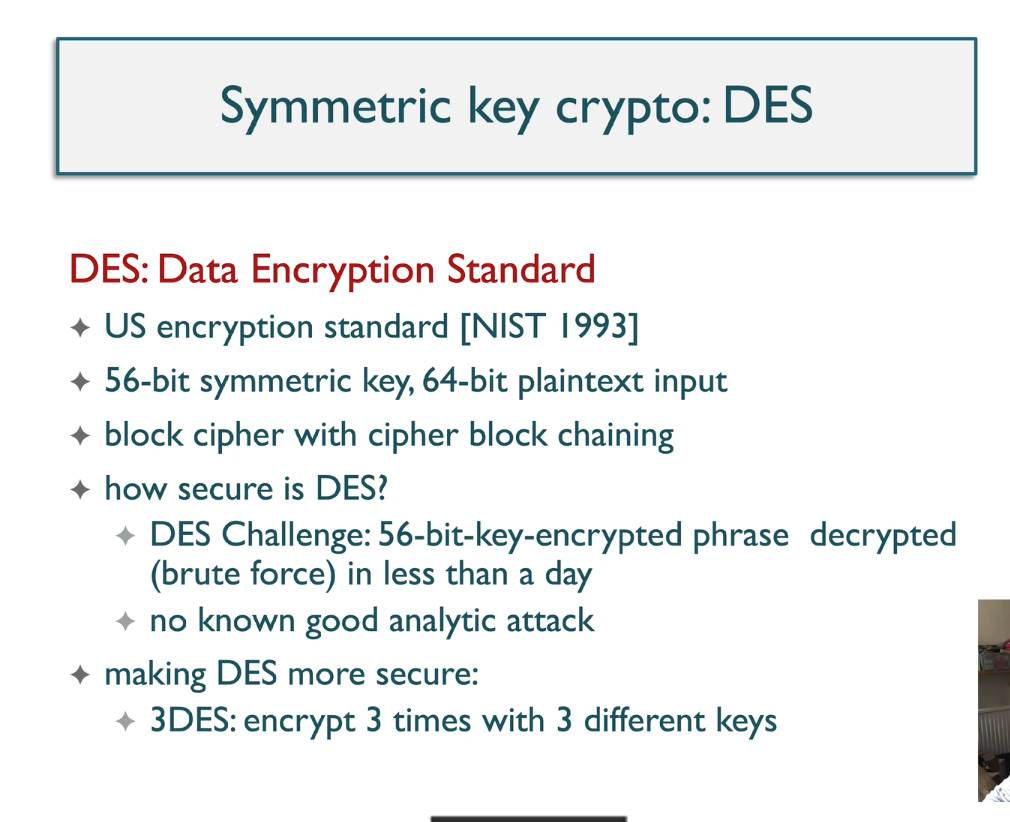 Symmetric key crypto: DES
DES: Data Encryption Standard
US encryption standard [NIST 1993]
56-bit symmetric key, 64-bit plaintext input
block cipher with cipher block chaining
how secure is DES?
DES Challenge: 56-bit-key-encrypted phrase decrypted
(brute force) in less than a day
no known good analytic attack
making DES more secure:
3DES: encrypt 3 times with 3 different keys